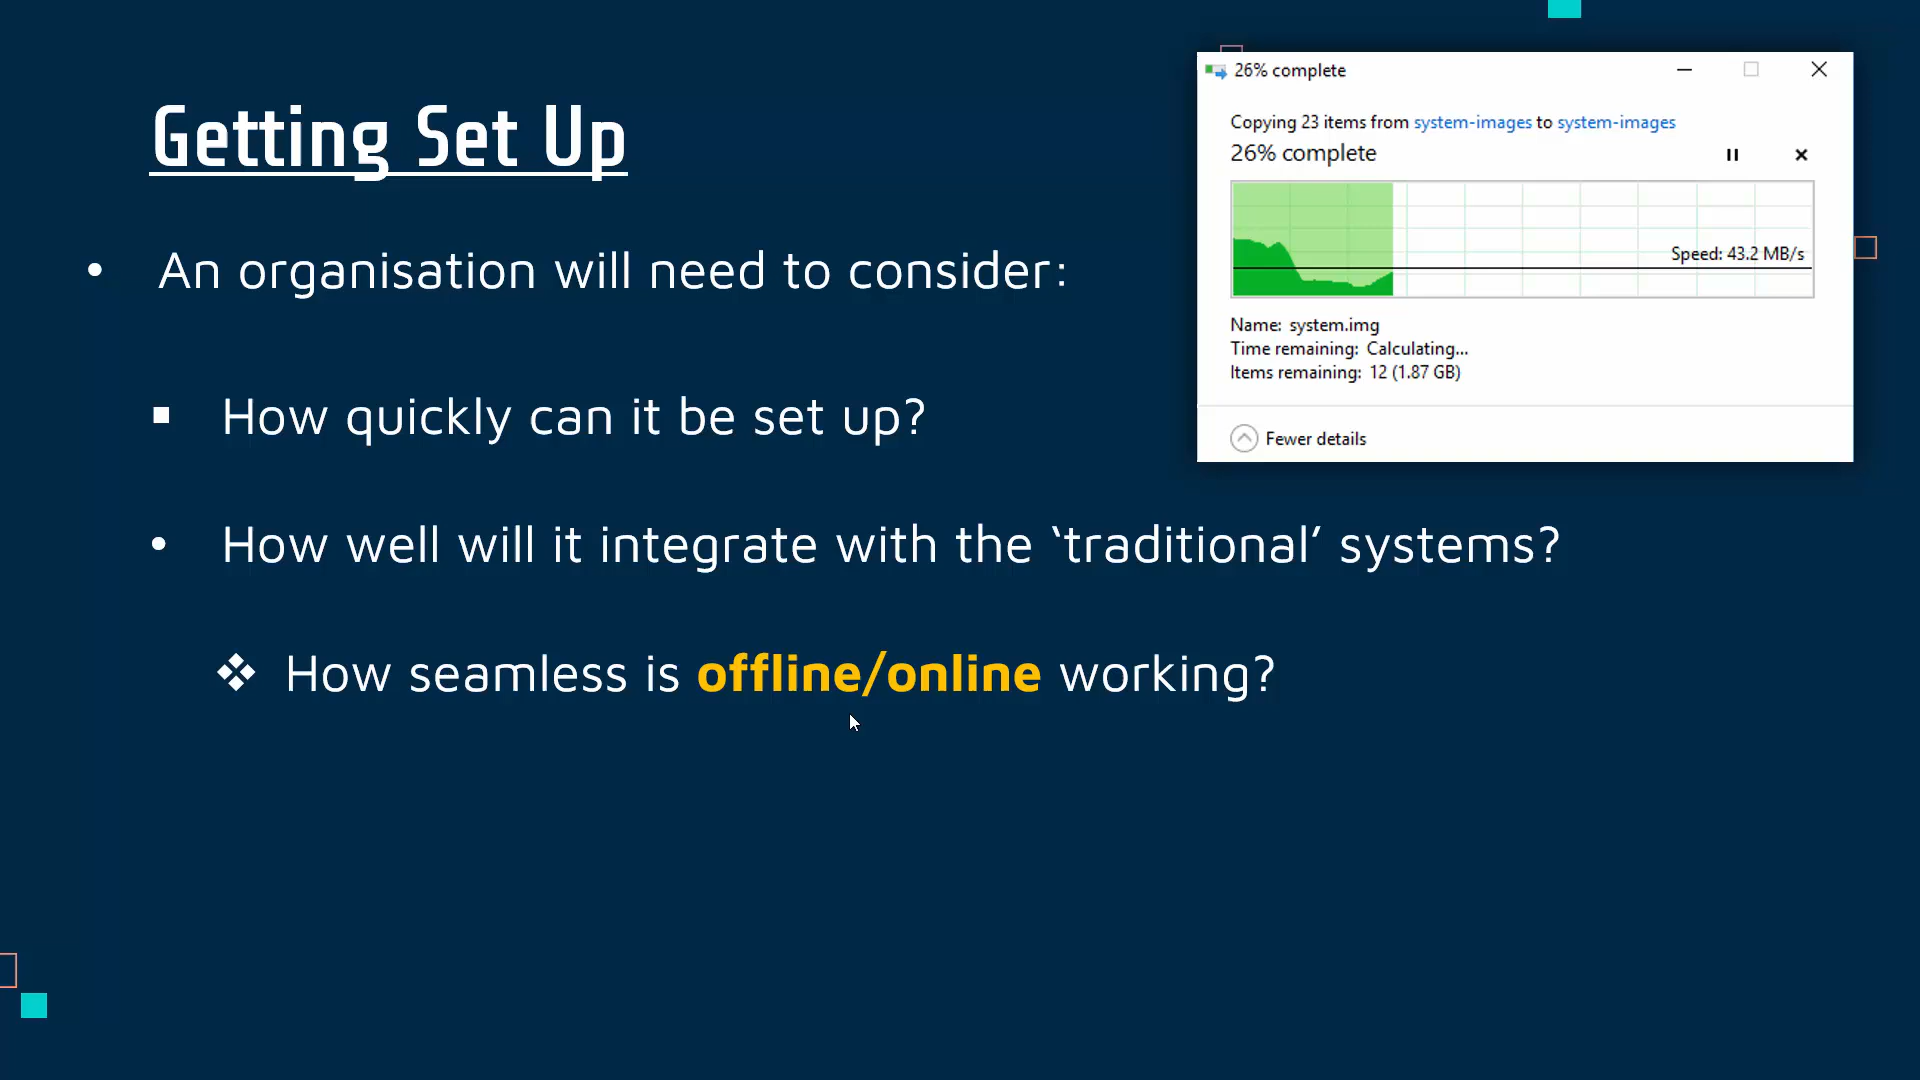 Getting Set Up
• An organisation will need to consider:
▪ How quickly can it be set up?
• How well will it integrate with the ‘traditional’ systems?
❖ How seamless is offline/online working?
26% complete
Copying 23 items from system-images to system-images
26% complete
Speed: 43.2 MB/s
Name: system.img
Time remaining: Calculating...
Items remaining: 12 (1.87 GB)
Fewer details